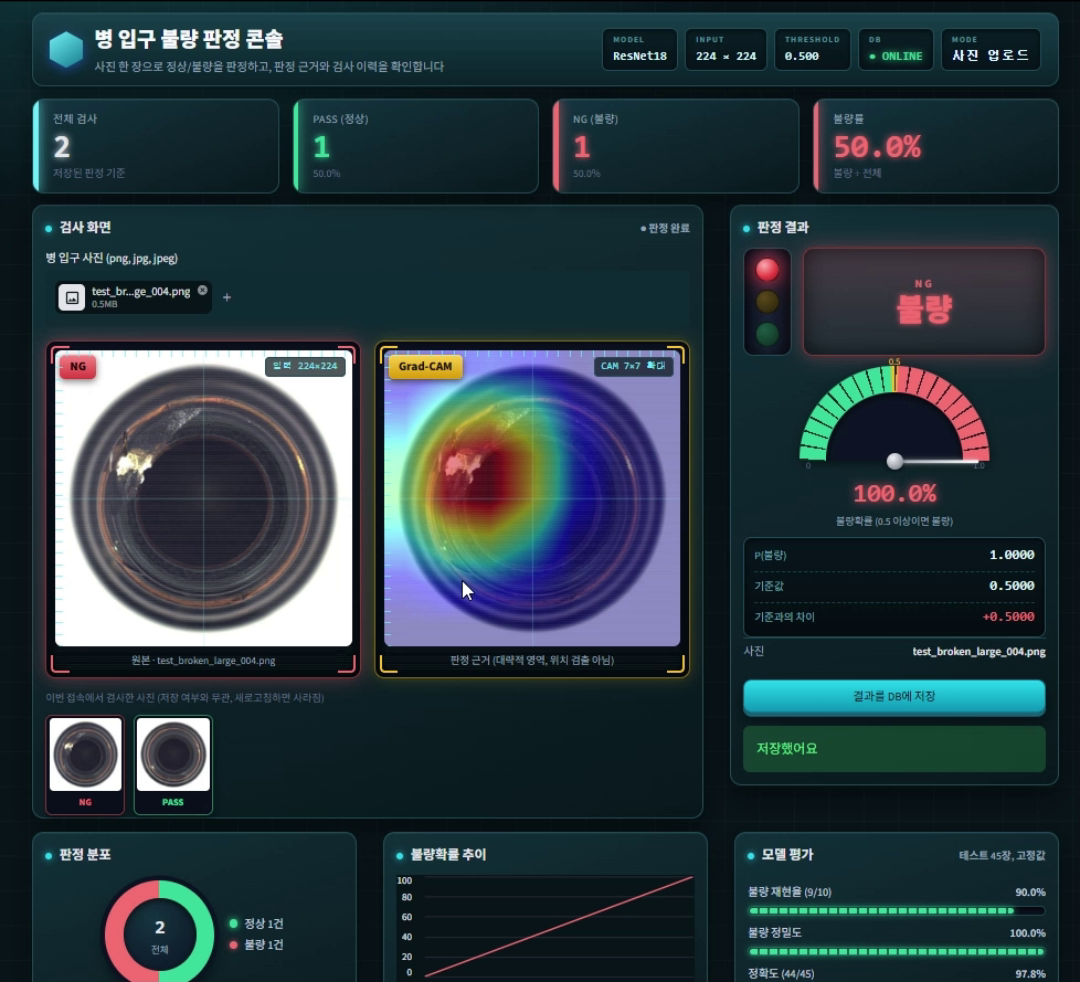 병 입구 불량 판정 콘솔
사진 한 장으로 정상/불량을 판정하고, 판정 근거와 검사 이력을 확인합니다
MODEL
ResNet18
INPUT
224 × 224
THRESHOLD
0.500
DB
● ONLINE
MODE
사진 업로드
전체 검사
2
저장된 판정 기준
PASS (정상)
1
50.0%
NG (불량)
1
50.0%
불량률
50.0%
불량 ÷ 전체
검사 화면
● 판정 완료
병 입구 사진 (png, jpg, jpeg)
test_br...ge_004.png
0.5MB
NG
입력 224×224
원본 · test_broken_large_004.png
Grad-CAM
CAM 7×7 확대
판정 근거 (대략적 영역, 위치 검출 아님)
이번 접속에서 검사한 사진 (저장 여부와 무관, 새로고침하면 사라짐)
NG
PASS
판정 결과
NG
불량
0.5
0
1.0
100.0%
불량확률 (0.5 이상이면 불량)
P(불량) 1.0000
기준값 0.5000
기준과의 차이 +0.5000
사진 test_broken_large_004.png
결과를 DB에 저장
저장했어요
판정 분포
2
전체
정상 1건
불량 1건
불량확률 추이
100
80
60
40
20
0
모델 평가
테스트 45장, 고정값
불량 재현율 (9/10) 90.0%
불량 정밀도 100.0%
정확도 (44/45) 97.8%